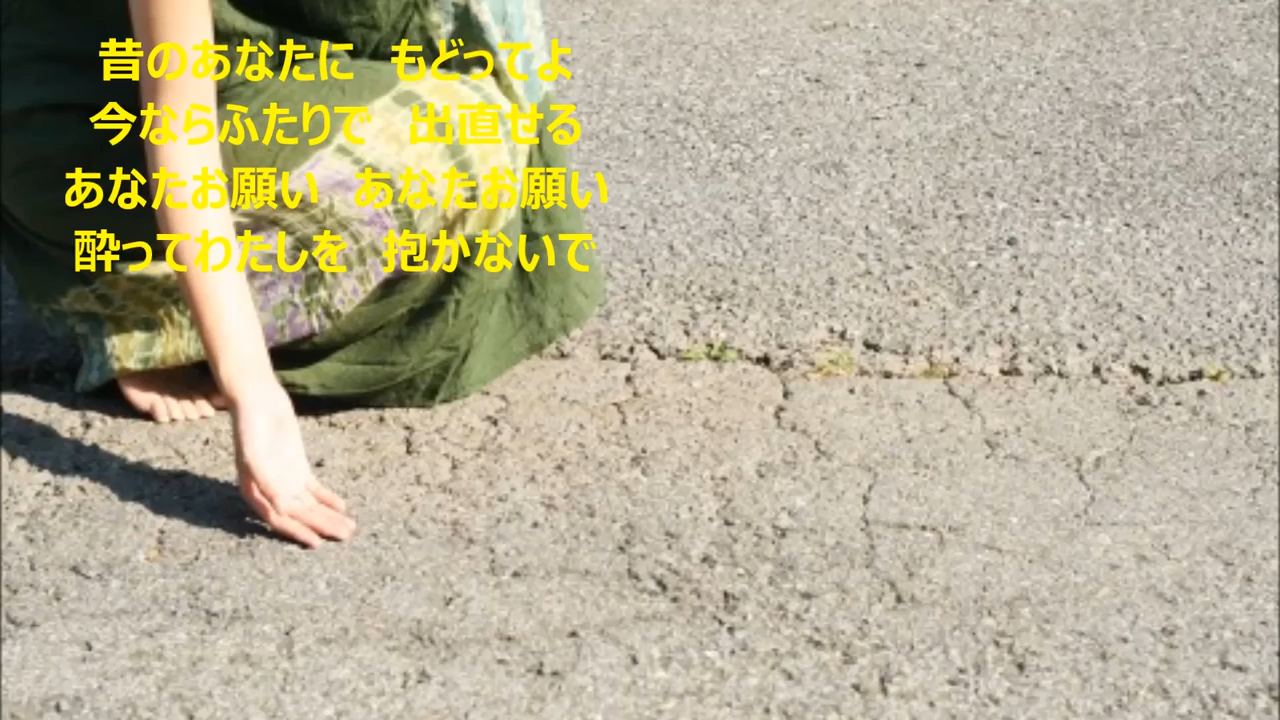 昔のあなたに　もどってよ
今ならふたりで　出直せる
あなたお願い　あなたお願い
酔ってわたしを　抱かないで